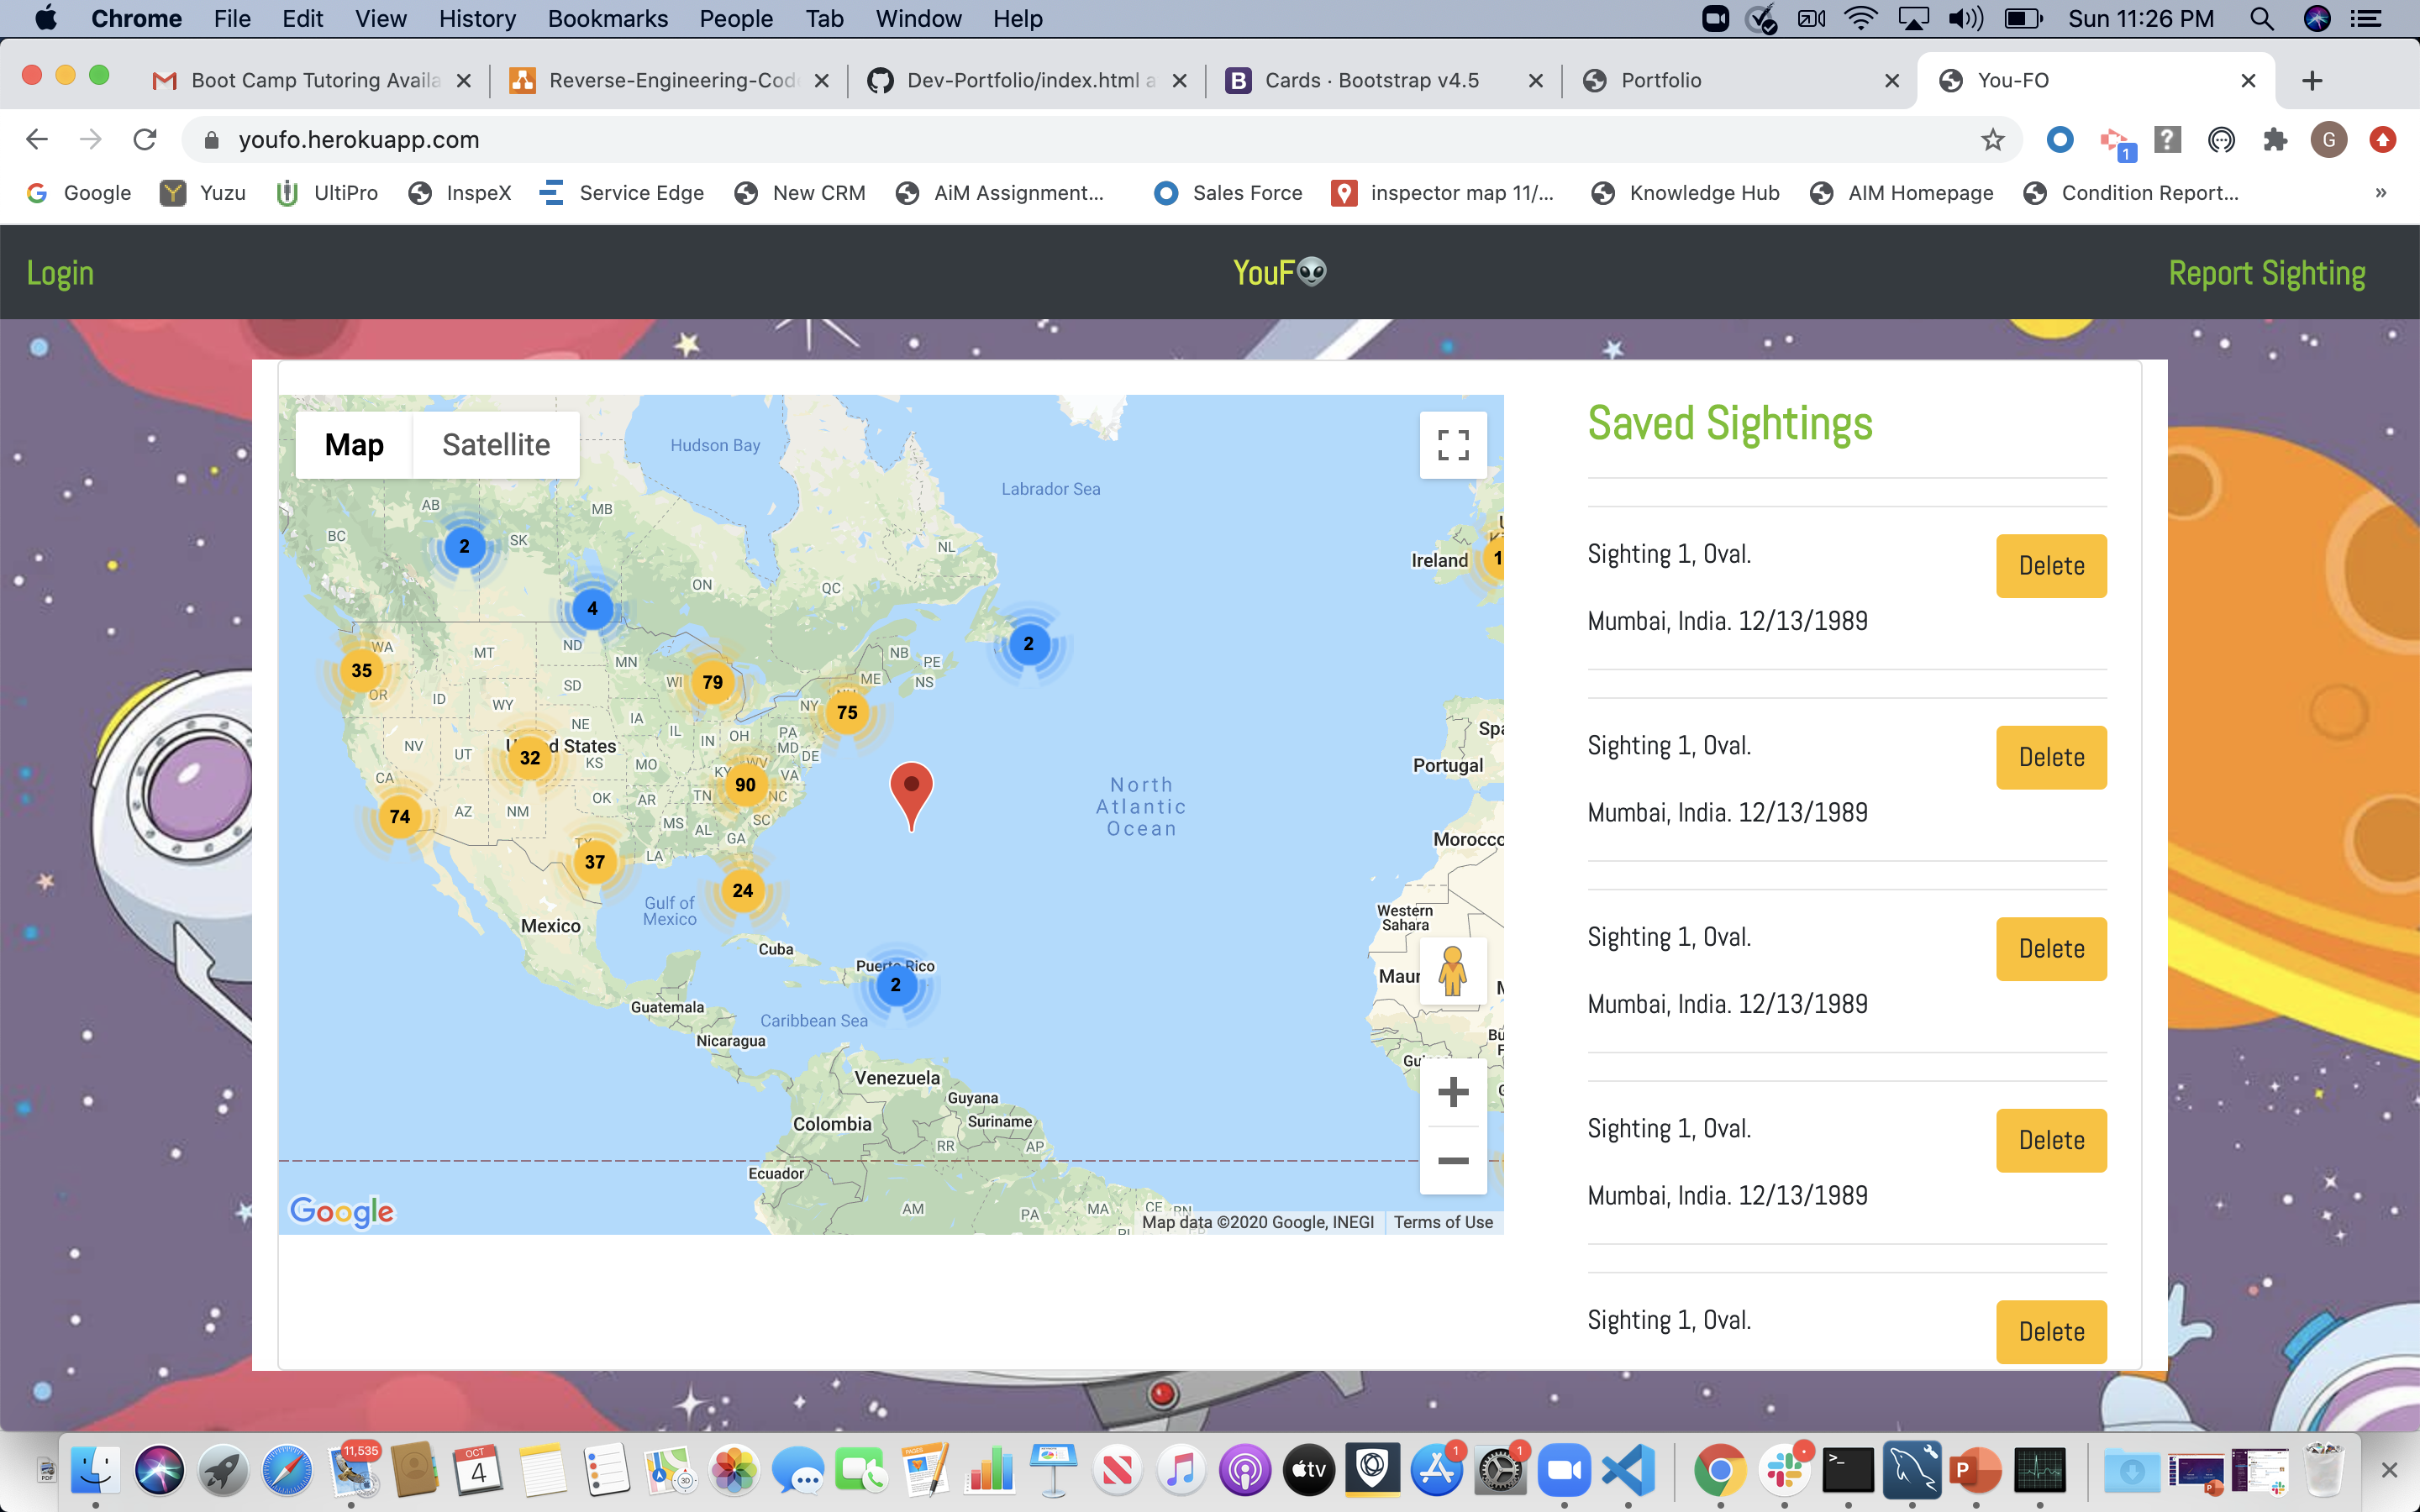 Chrome File Edit View History Bookmarks People Tab Window Help Sun 11:26 PM
Boot Camp Tutoring Availa Reverse-Engineering-Cod Dev-Portfolio/index.html a B Cards · Bootstrap v4.5 Portfolio You-FO
youfo.herokuapp.com 1 G
Google Yuzu UltiPro InspeX Service Edge New CRM AiM Assignment... Sales Force inspector map 11/... Knowledge Hub AIM Homepage Condition Report... »
Login YouF Report Sighting
Map Satellite
Hudson Bay
Labrador Sea
AB
MB
BC
SK
NL
2
Ireland
1
ON
QC
4
2
WA
ND
MT
MN
NB
PE
35
OR
ID
SD
WI
79
ME
NS
WY
NY
75
NE
IA
NV
UT
IL
IN
OH
PA
MD
DE
32
d States
KS
MO
KY
WV
VA
CA
90
NC
Portugal
North
Atlantic
Ocean
74
AZ
NM
OK
AR
TN
MS
AL
SC
GA
Morocco
TX
37
LA
24
Gulf of
Mexico
Mexico
Western
Sahara
Cuba
Puerto Rico
2
Guatemala
Caribbean Sea
Nicaragua
Venezuela
Guyana
Colombia
Suriname
RR
AP
Ecuador
AM
PA
MA
CE
RN
Google
Map data ©2020 Google, INEGI Terms of Use
Saved Sightings
Sighting 1, Oval. Delete
Mumbai, India. 12/13/1989
Sighting 1, Oval. Delete
Mumbai, India. 12/13/1989
Sighting 1, Oval. Delete
Mumbai, India. 12/13/1989
Sighting 1, Oval. Delete
Mumbai, India. 12/13/1989
Sighting 1, Oval. Delete
11,535
OCT
4
PAGES
3D
tv
1
1
>_
P